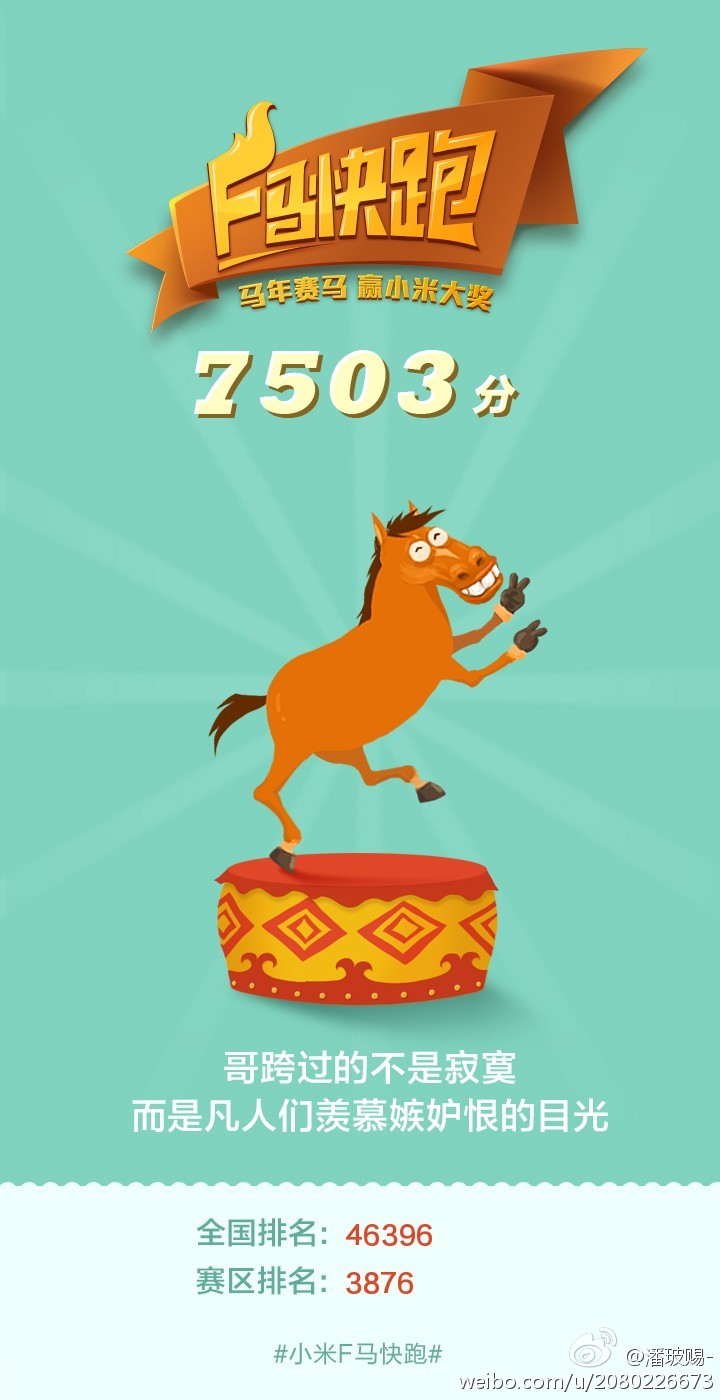 F马快跑
马年赛马 赢小米大奖
7503分
哥跨过的不是寂寞
而是凡人们羡慕嫉妒恨的目光
全国排名：46396
赛区排名：3876
#小米F马快跑#
@潘玻赐-
weibo.com/u/2080226673